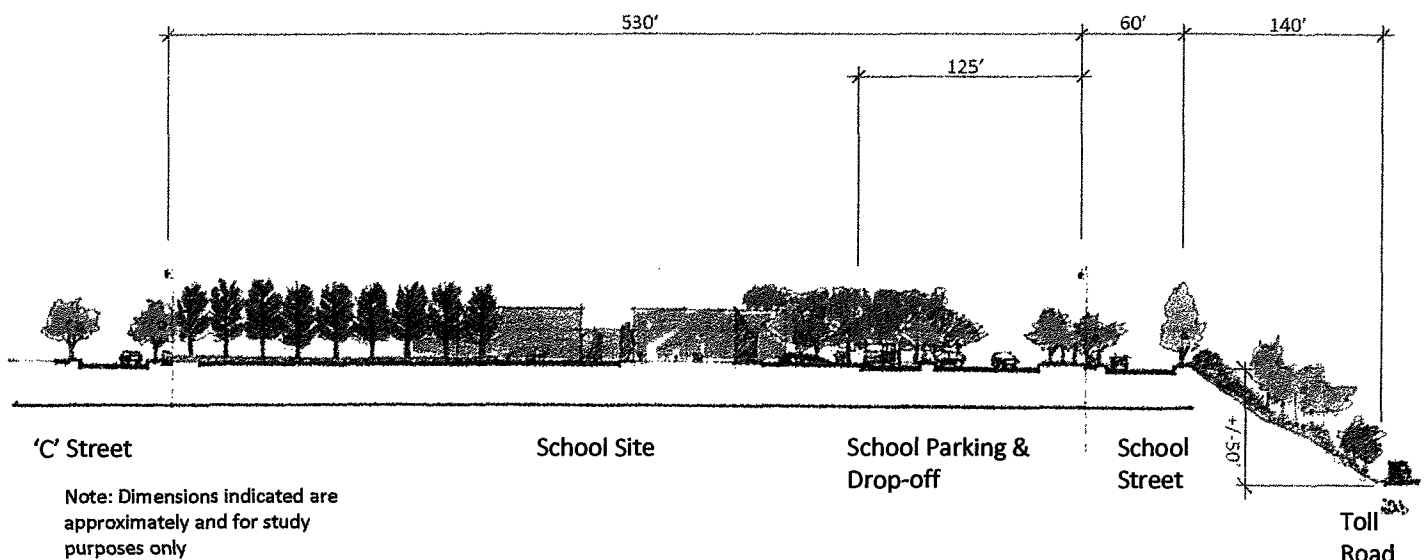 530'
60'
140'
125'
+/-50'
'C' Street
School Site
School Parking &
Drop-off
School
Street
Toll
Road
Note: Dimensions indicated are
approximately and for study
purposes only